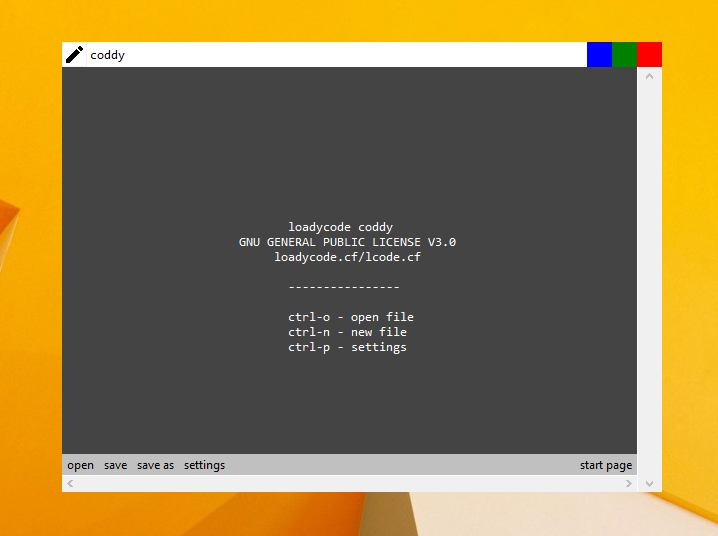 coddy
loadycode coddy
GNU GENERAL PUBLIC LICENSE V3.0
loadycode.cf/lcode.cf
----------------
ctrl-o - open file
ctrl-n - new file
ctrl-p - settings
open save save as settings start page